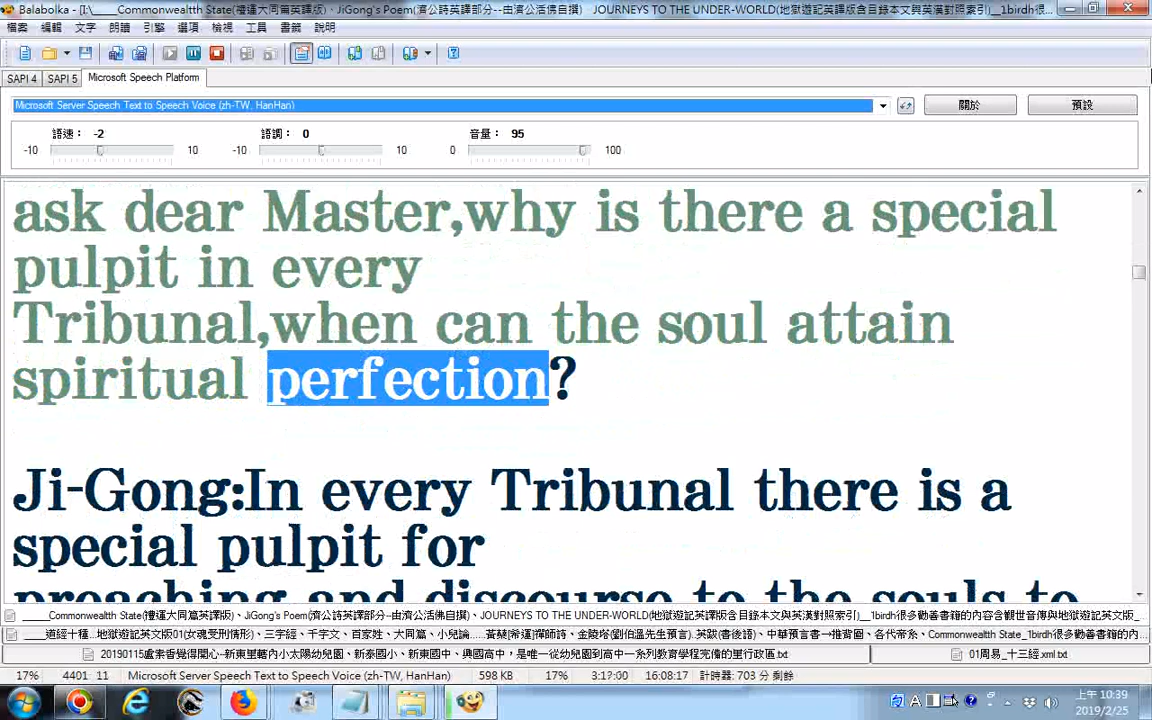 Balabolka - [I:\_____Commonwealth State(禮運大同篇英譯版)、JiGong's Poem(濟公詩英譯部分--由濟公活佛自撰)　JOURNEYS TO THE UNDER-WORLD(地獄遊記英譯版含目錄本文與英漢對照索引)__1birdh很...
檔案 編輯 文字 朗讀 引擎 選項 檢視 工具 書籤 說明
SAPI 4 SAPI 5 Microsoft Speech Platform
Microsoft Server Speech Text to Speech Voice (zh-TW, HanHan) 關於 預設
語速： -2 語調： 0 音量： 95
-10 10 -10 10 0 100
ask dear Master,why is there a special
pulpit in every
Tribunal,when can the soul attain
spiritual perfection?
Ji-Gong:In every Tribunal there is a
special pulpit for
preaching and discourse to the souls to
_____Commonwealth State(禮運大同篇英譯版)、JiGong's Poem(濟公詩英譯部分--由濟公活佛自撰)、JOURNEYS TO THE UNDER-WORLD(地獄遊記英譯版含目錄本文與英漢對照索引)__1birdh很多勸善書籍的內容含觀世音傳與地獄遊記英文版_
20190115盧素香覺得開心--新東里轄內小太陽幼兒園、新泰國小、新東國中、興國高中，是唯一從幼兒園到高中一系列教育學程完備的里行政區.txt 01周易_十三經.xml.txt
17% 4401: 11 Microsoft Server Speech Text to Speech Voice (zh-TW, HanHan) 598 KB 17% 3:17:00 16:08:17 計時器: 703 分 剩餘
上午 10:39
2019/2/25